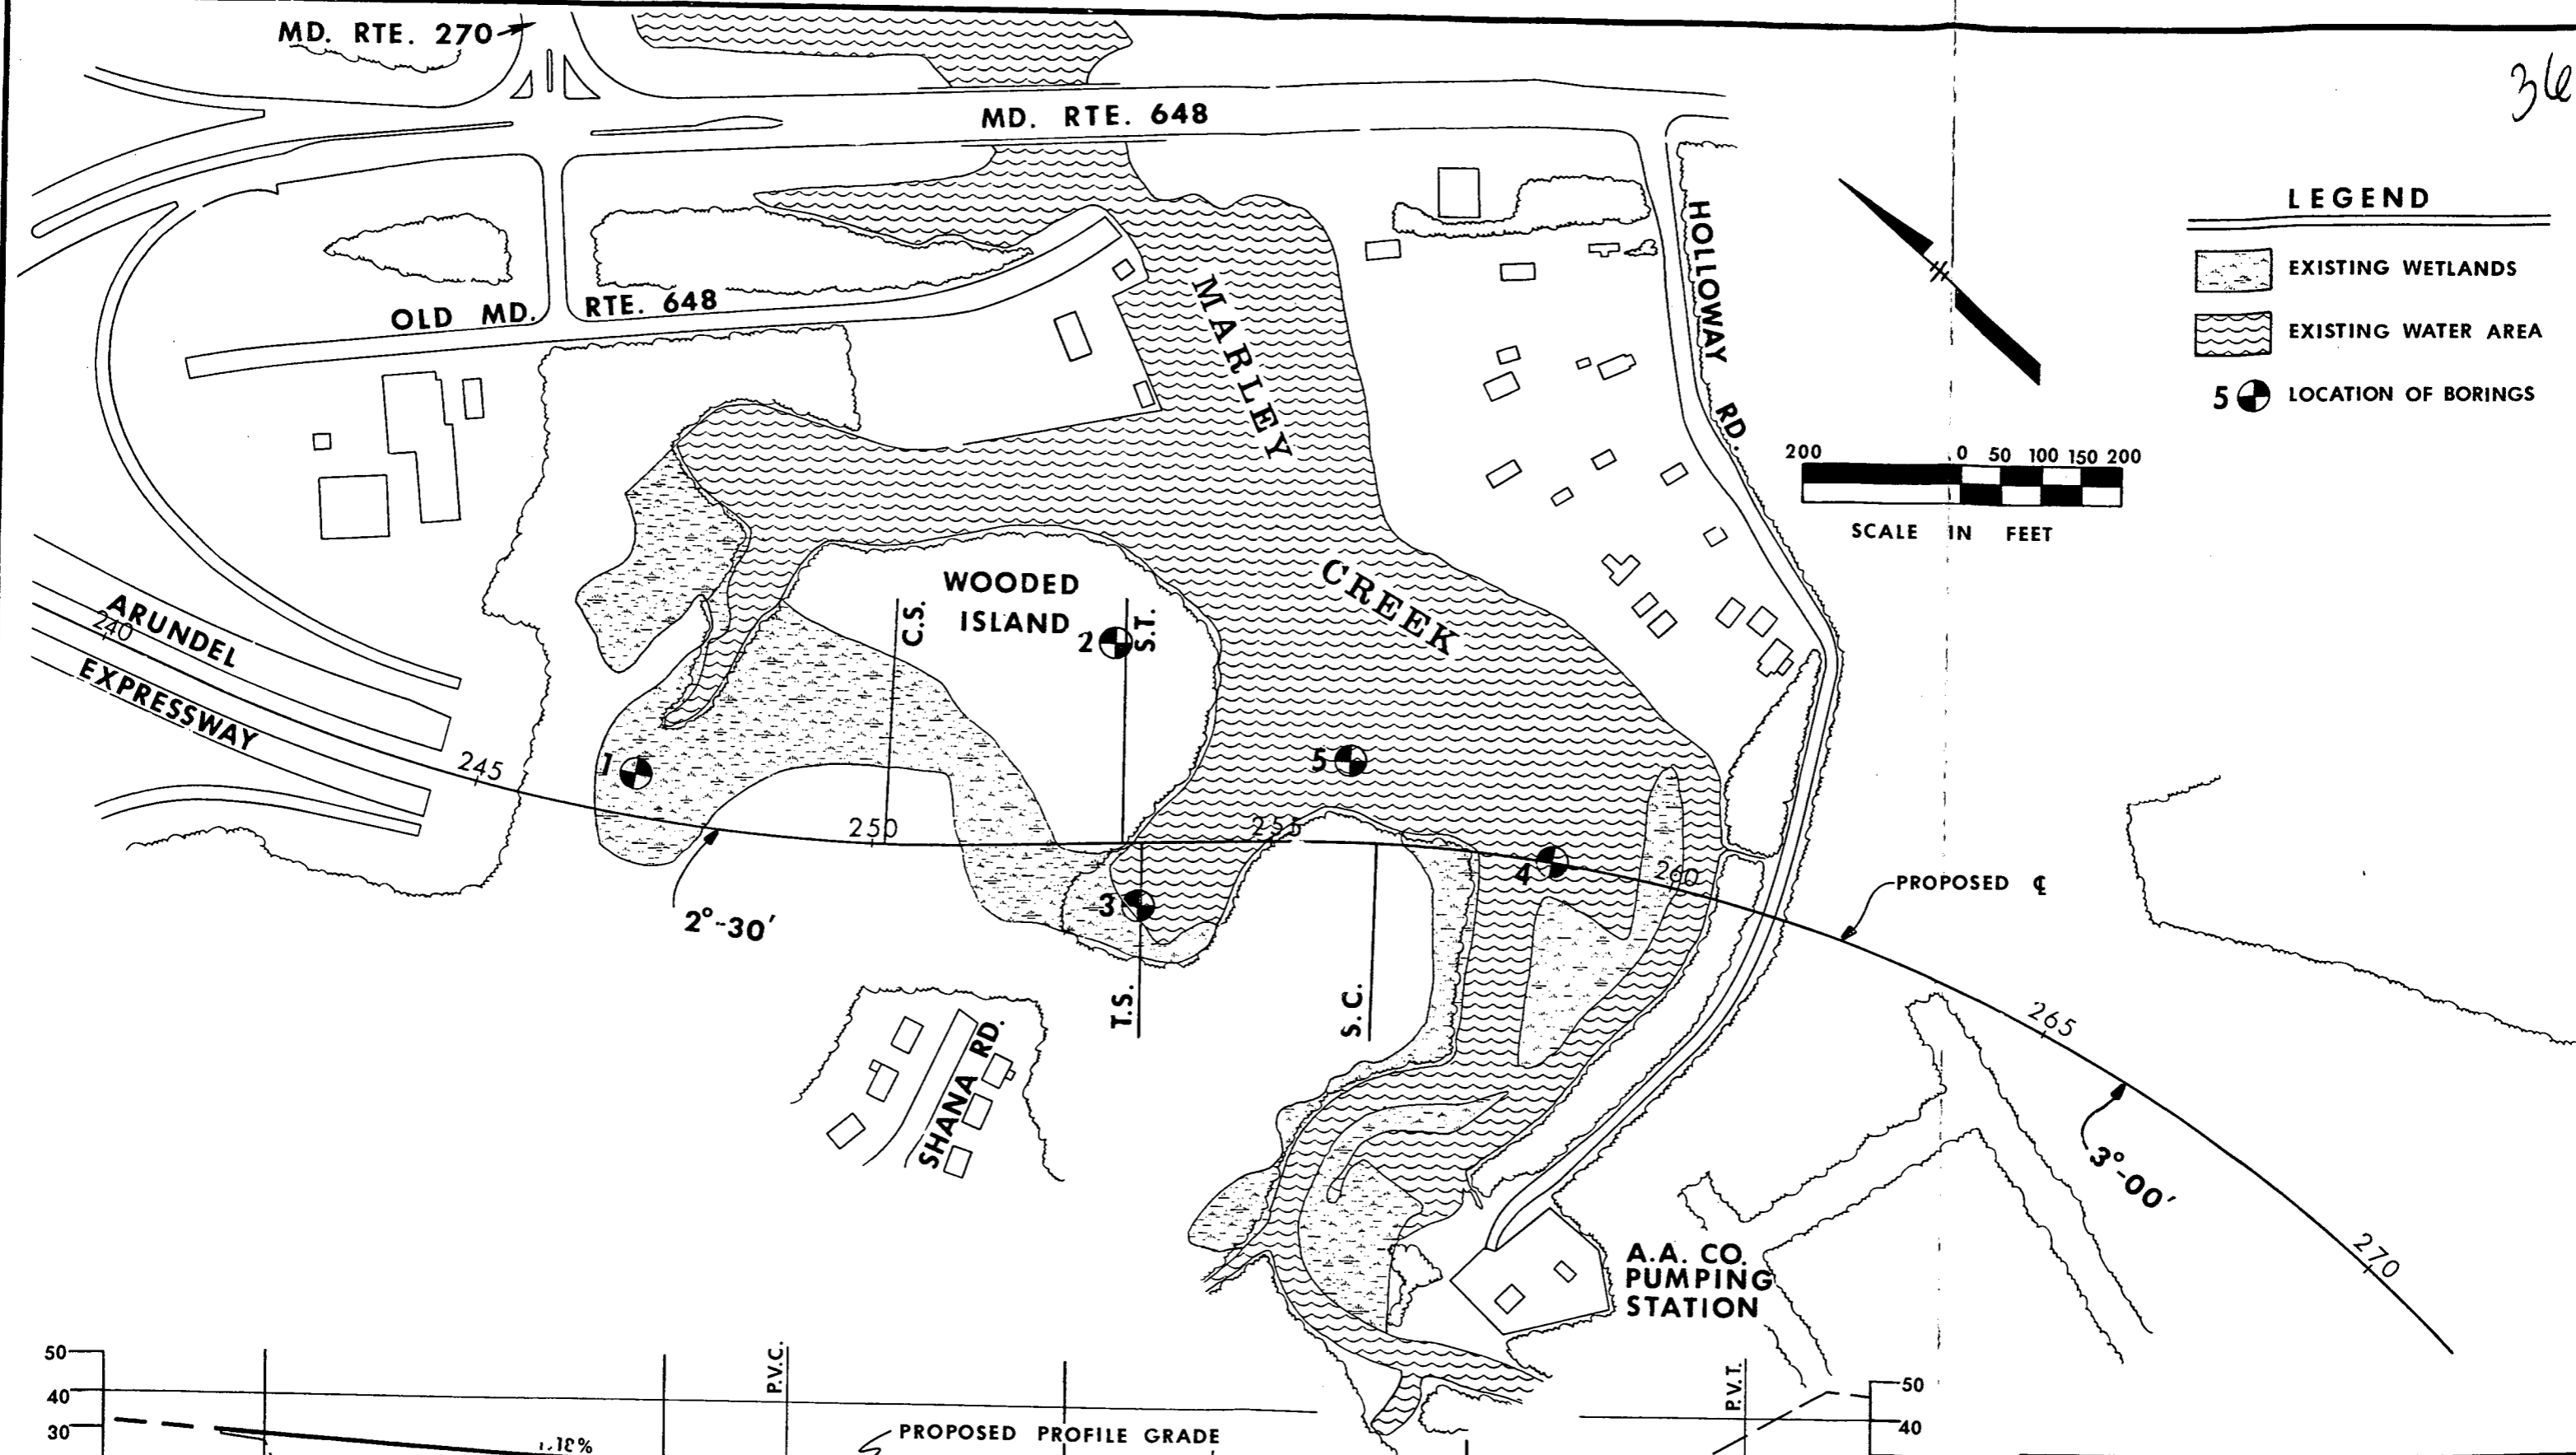 MD. RTE. 270
MD. RTE. 648
OLD MD. RTE. 648
HOLLOWAY RD.
MARLEY
CREEK
LEGEND
EXISTING WETLANDS
EXISTING WATER AREA
5 LOCATION OF BORINGS
200 0 50 100 150 200
SCALE IN FEET
WOODED
ISLAND
C.S.
2
S.T.
ARUNDEL
EXPRESSWAY
240
245
1
5
250
255
4
260
3
2°-30'
PROPOSED ℄
T.S.
S.C.
265
3°-00'
270
SHANA RD.
A.A. CO.
PUMPING
STATION
50
40
30
P.V.C.
PROPOSED PROFILE GRADE
P.V.T.
50
40